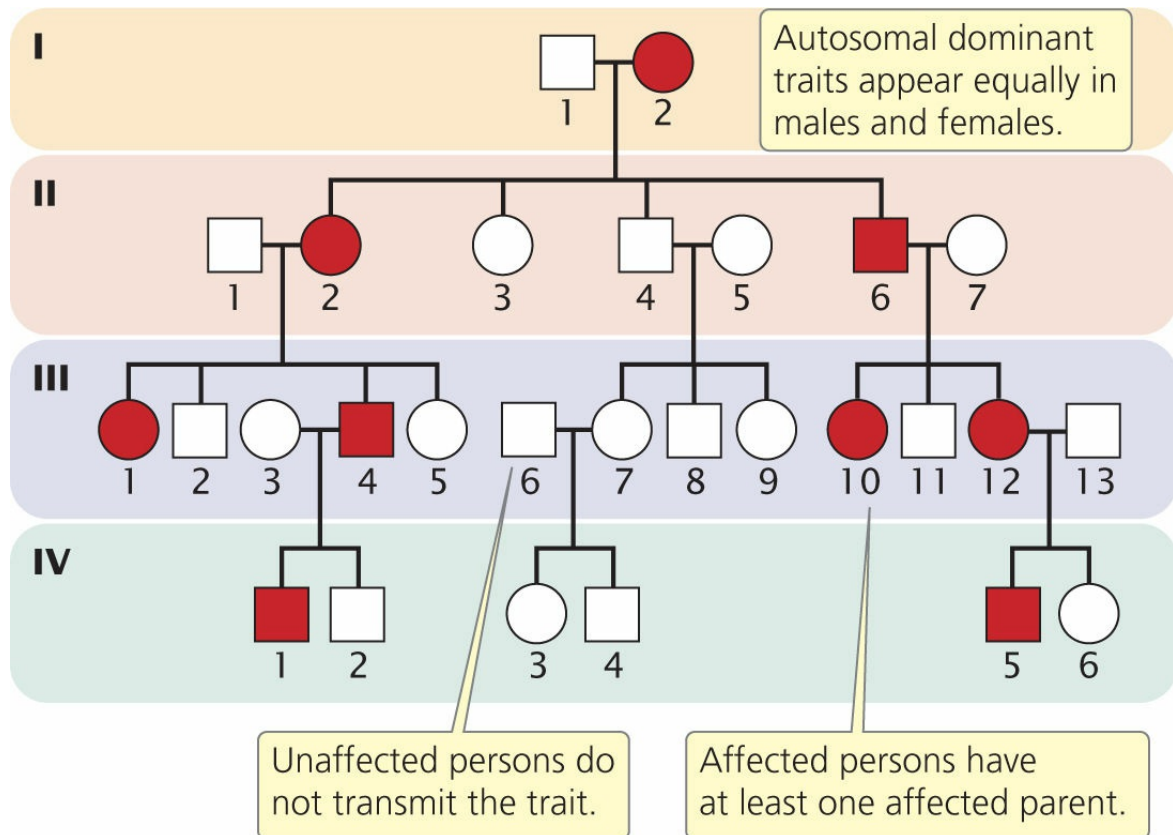 I
Autosomal dominant
traits appear equally in
males and females.
1 2
II
1 2 3 4 5 6 7
III
1 2 3 4 5 6 7 8 9 10 11 12 13
IV
1 2 3 4 5 6
Unaffected persons do
not transmit the trait.
Affected persons have
at least one affected parent.